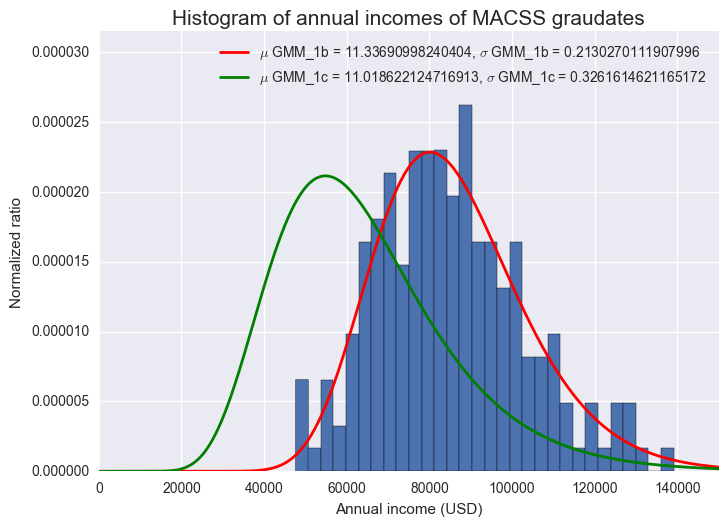 Histogram of annual incomes of MACSS graudates
μ GMM_1b = 11.33690998240404, σ GMM_1b = 0.2130270111907996
μ GMM_1c = 11.018622124716913, σ GMM_1c = 0.3261614621165172
0.000030
0.000025
0.000020
0.000015
0.000010
0.000005
0.000000
Normalized ratio
0 20000 40000 60000 80000 100000 120000 140000
Annual income (USD)